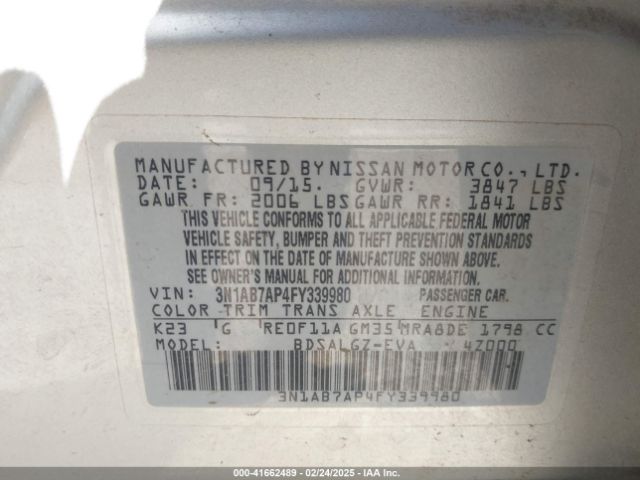 MANUFACTURED BY NISSAN MOTOR CO., LTD.
DATE: 09/15. GVWR: 3847 LBS
GAWR FR: 2006 LBS GAWR RR: 1841 LBS
THIS VEHICLE CONFORMS TO ALL APPLICABLE FEDERAL MOTOR
VEHICLE SAFETY, BUMPER AND THEFT PREVENTION STANDARDS
IN EFFECT ON THE DATE OF MANUFACTURE SHOWN ABOVE.
SEE OWNER'S MANUAL FOR ADDITIONAL INFORMATION.
VIN: 3N1AB7AP4FY339980 PASSENGER CAR.
COLOR TRIM TRANS AXLE ENGINE
K23 G RE0F11A GM35 MRA8DE 1798 CC
MODEL: BDSALGZ-EVA 4Z000
3N1AB7AP4FY339980
000-41662489 - 02/24/2025 - IAAI.COM